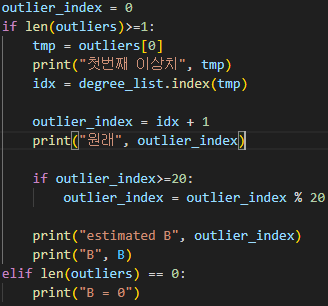 outlier_index = 0
if len(outliers)>=1:
    tmp = outliers[0]
    print("첫번째 이상치", tmp)
    idx = degree_list.index(tmp)

    outlier_index = idx + 1
    print("원래", outlier_index)

    if outlier_index>=20:
        outlier_index = outlier_index % 20

    print("estimated B", outlier_index)
    print("B", B)
elif len(outliers) == 0:
    print("B = 0")